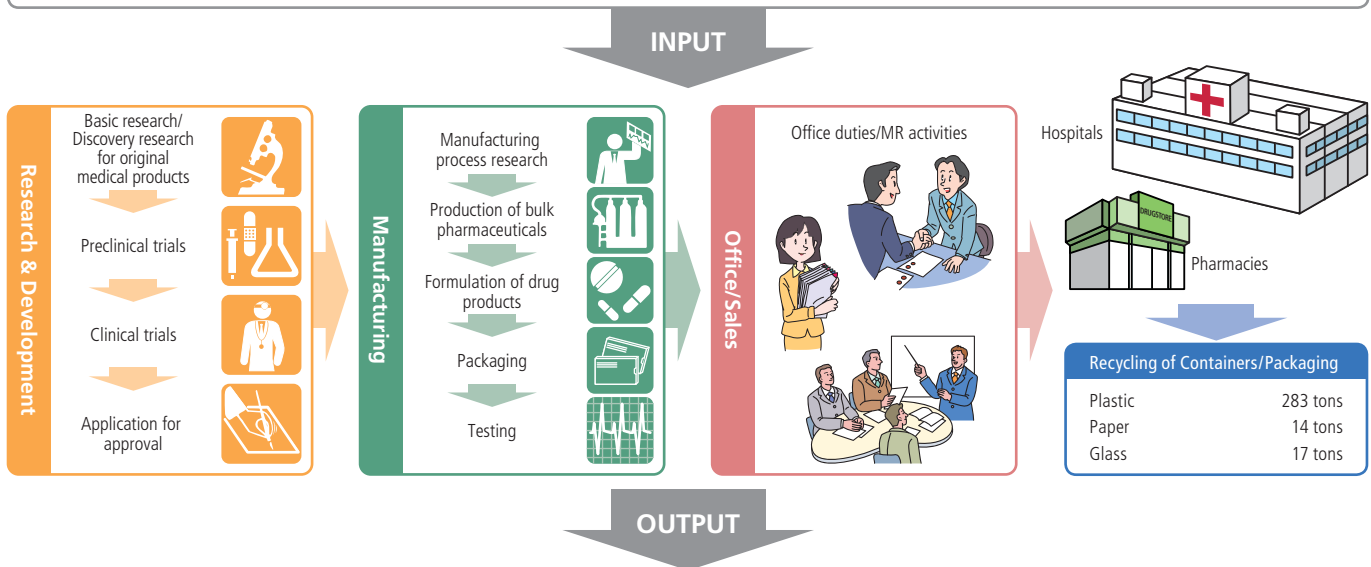 INPUT
Research & Development
Basic research/
Discovery research
for original
medical products
Preclinical trials
Clinical trials
Application for
approval
Manufacturing
Manufacturing
process research
Production of bulk
pharmaceuticals
Formulation of drug
products
Packaging
Testing
Office/Sales
Office duties/MR activities
Hospitals
DRUGSTORE
Pharmacies
Recycling of Containers/Packaging
Plastic 283 tons
Paper 14 tons
Glass 17 tons
OUTPUT